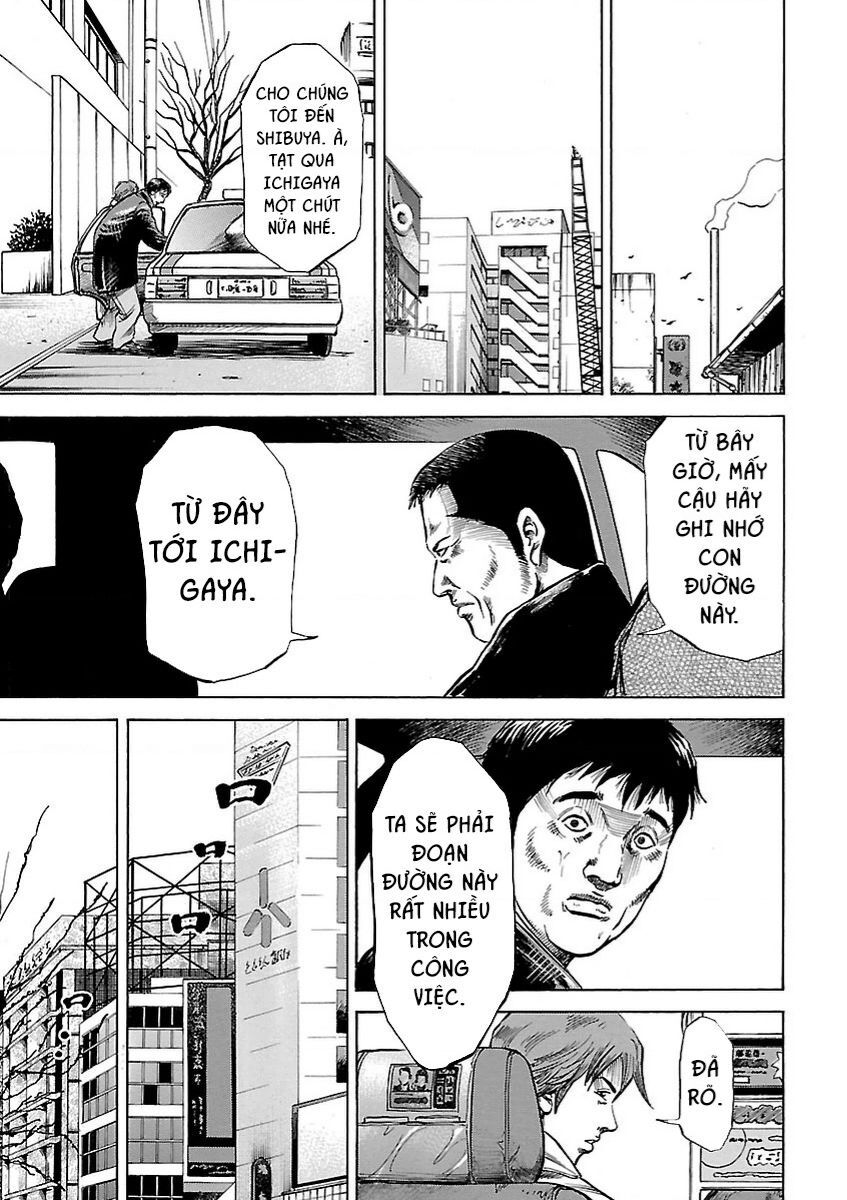 CHO CHÚNG
TÔI ĐẾN
SHIBUYA. À,
TẠT QUA
ICHIGAYA
MỘT CHÚT
NỮA NHÉ.
TỪ BÂY
GIỜ, MẤY
CẬU HÃY
GHI NHỚ
CON
ĐƯỜNG
NÀY.
TỪ ĐÂY
TỚI ICHI-
GAYA.
TA SẼ PHẢI
ĐOẠN
ĐƯỜNG NÀY
RẤT NHIỀU
TRONG
CÔNG
VIỆC.
ĐÃ
RÕ.